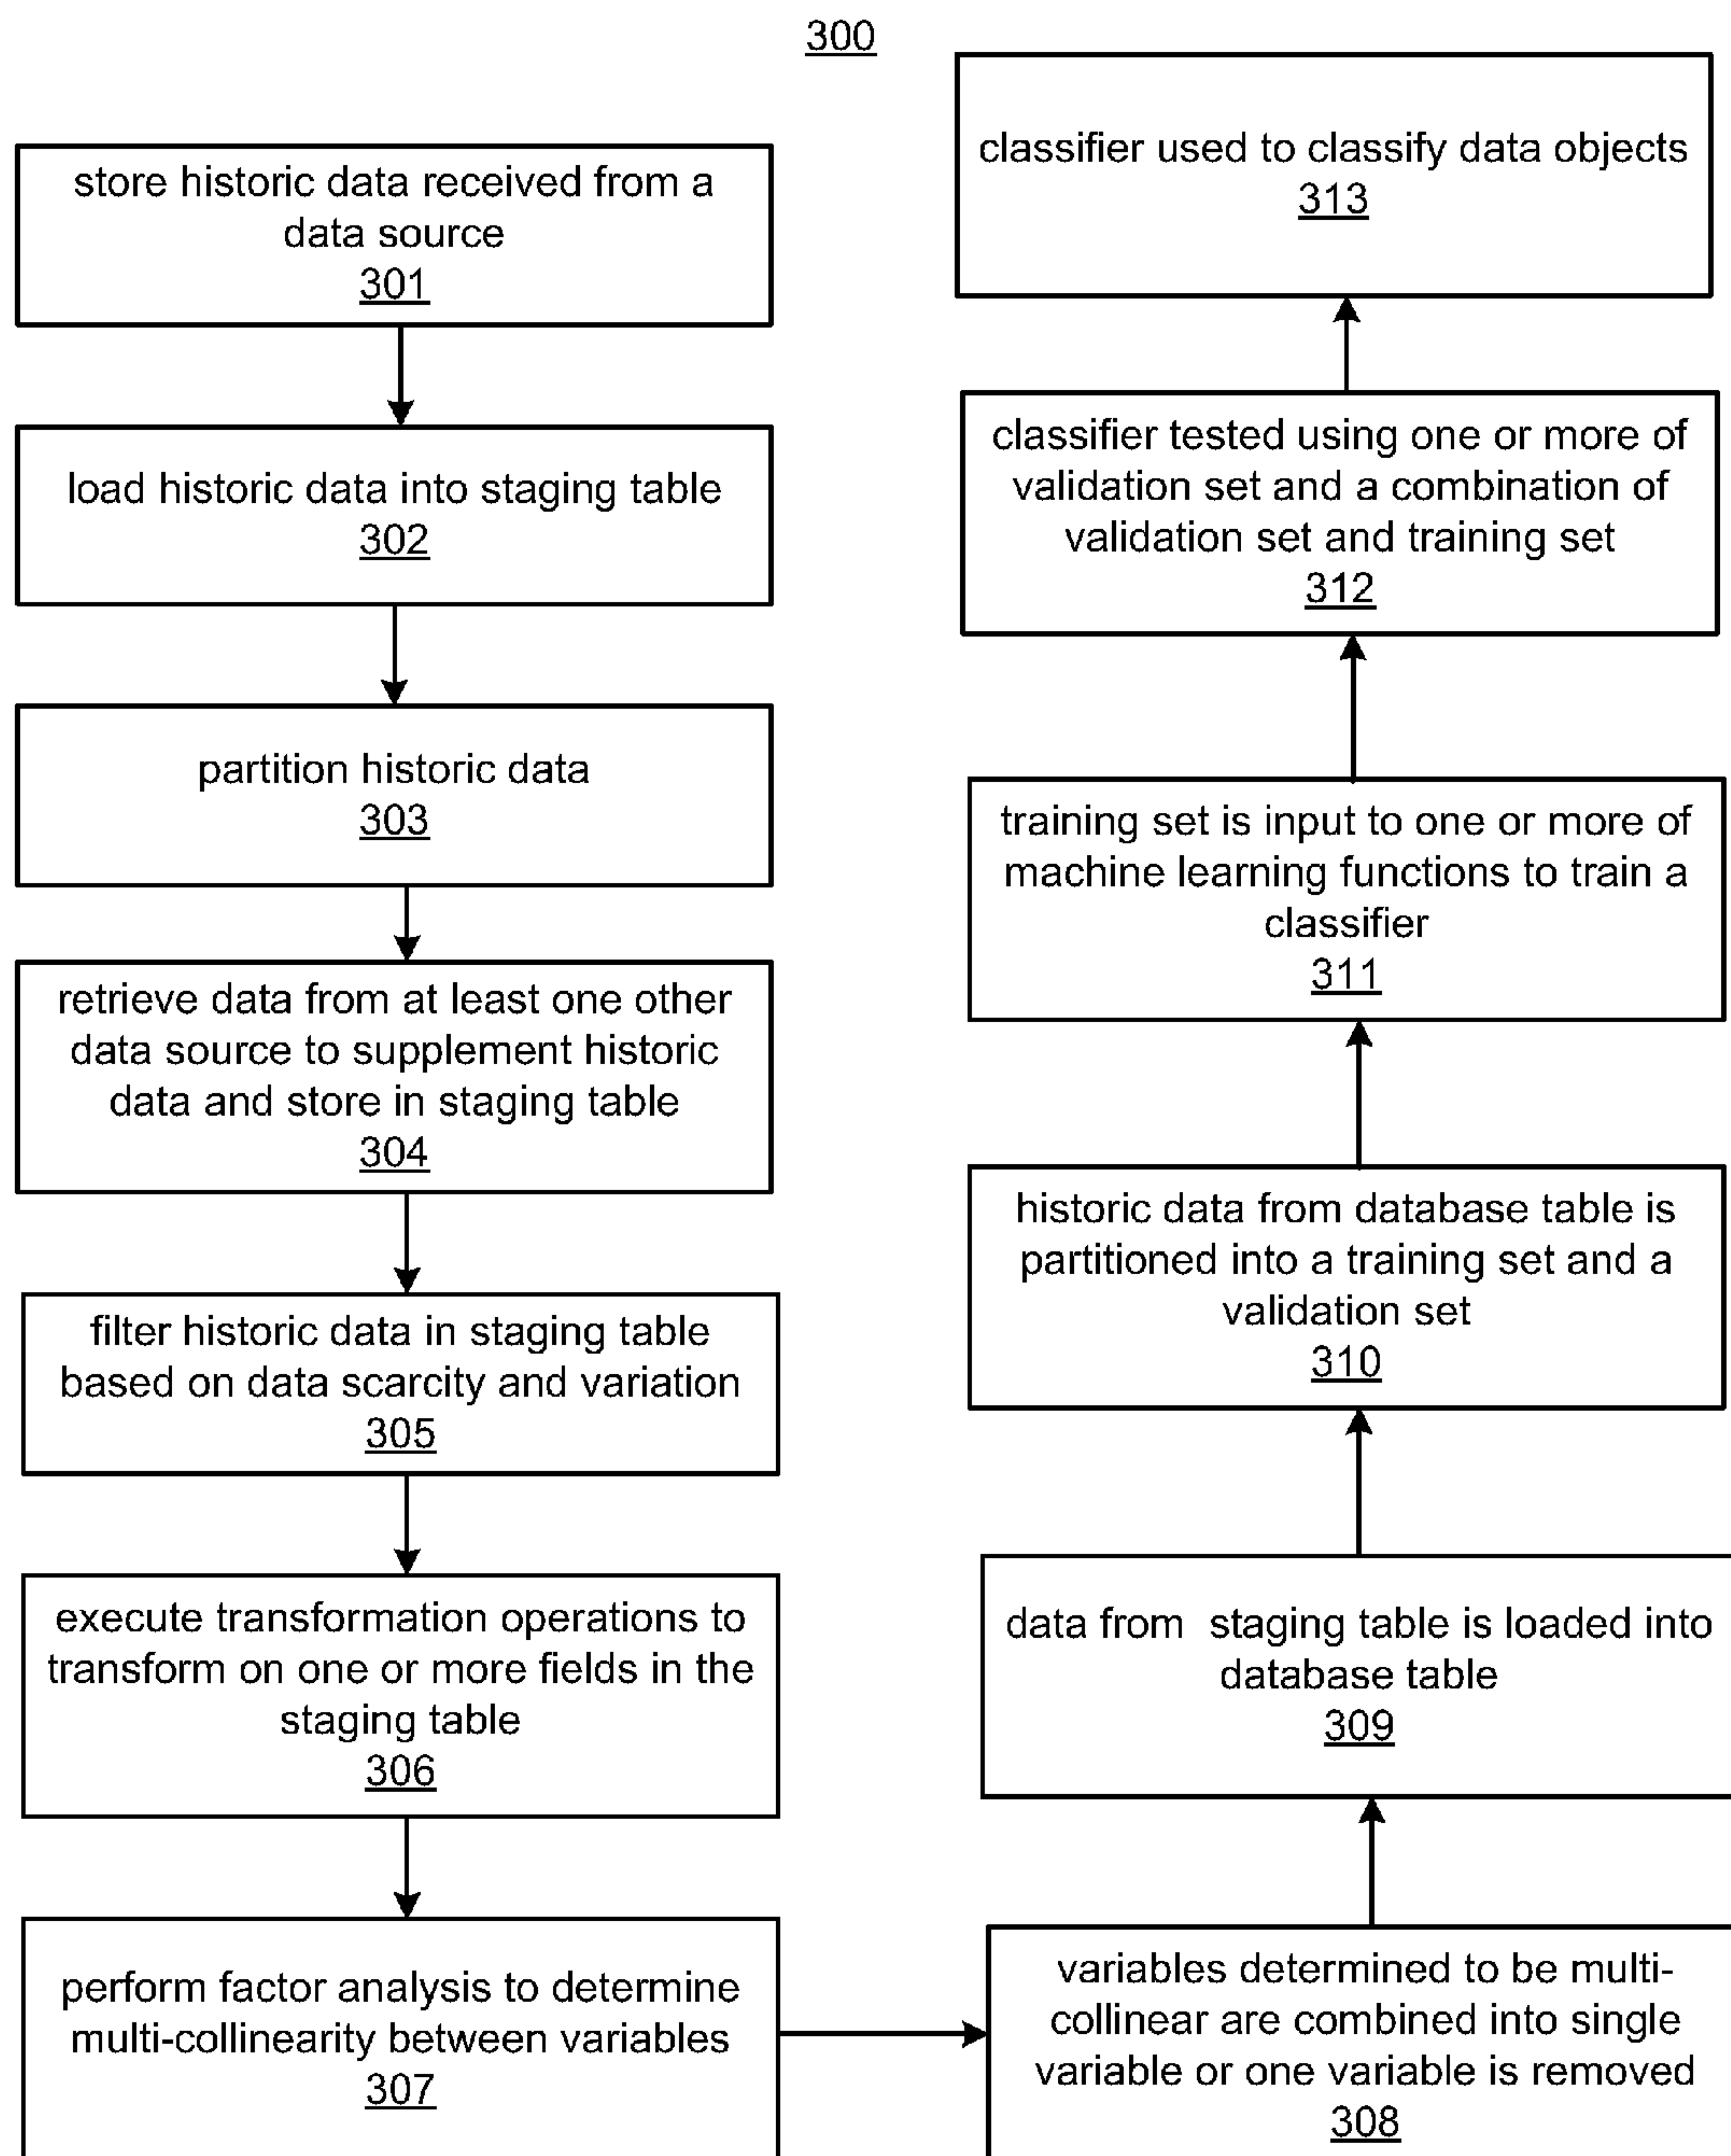 300
store historic data received from a
data source
301
load historic data into staging table
302
partition historic data
303
retrieve data from at least one other
data source to supplement historic
data and store in staging table
304
filter historic data in staging table
based on data scarcity and variation
305
execute transformation operations to
transform on one or more fields in the
staging table
306
perform factor analysis to determine
multi-collinearity between variables
307
variables determined to be multi-
collinear are combined into single
variable or one variable is removed
308
data from staging table is loaded into
database table
309
historic data from database table is
partitioned into a training set and a
validation set
310
training set is input to one or more of
machine learning functions to train a
classifier
311
classifier tested using one or more of
validation set and a combination of
validation set and training set
312
classifier used to classify data objects
313